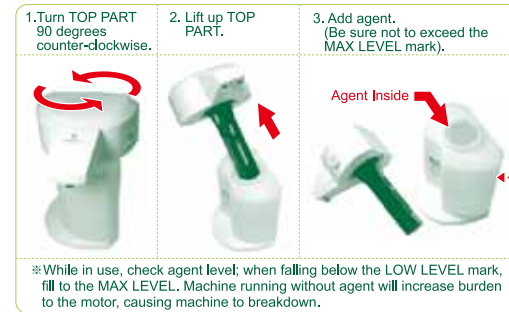 1.Turn TOP PART
90 degrees
counter-clockwise.
2. Lift up TOP
PART.
3. Add agent.
(Be sure not to exceed the
MAX LEVEL mark).
Agent Inside
※While in use, check agent level; when falling below the LOW LEVEL mark,
fill to the MAX LEVEL. Machine running without agent will increase burden
to the motor, causing machine to breakdown.